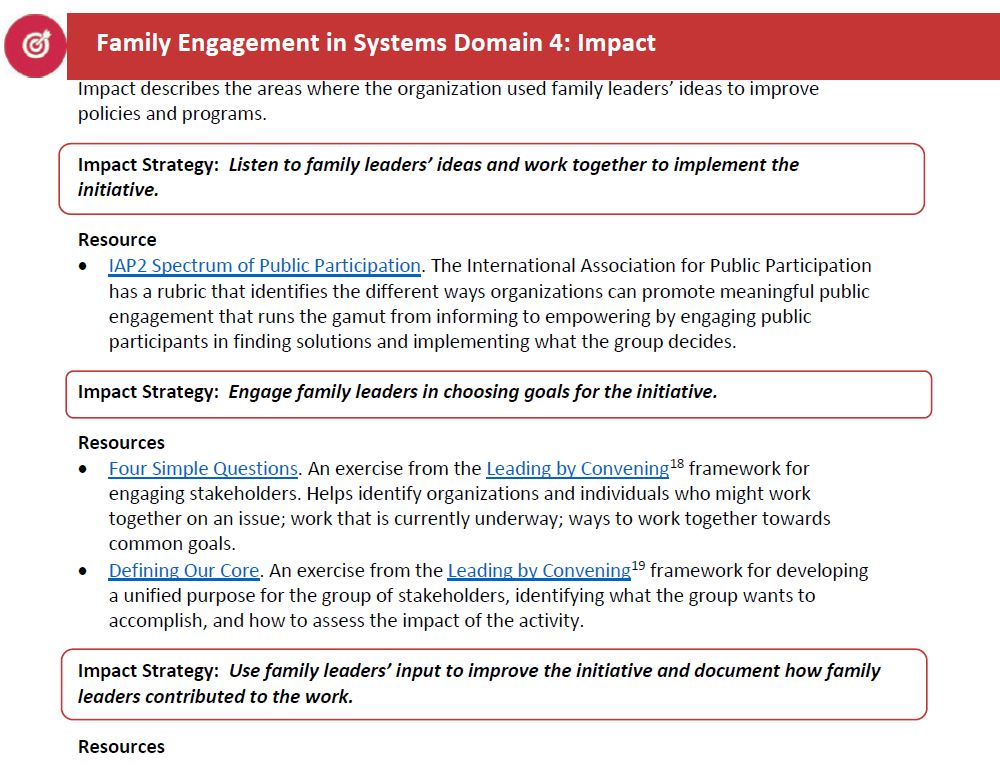 Family Engagement in Systems Domain 4: Impact
Impact describes the areas where the organization used family leaders’ ideas to improve
policies and programs.
Impact Strategy: Listen to family leaders’ ideas and work together to implement the
initiative.
Resource
• IAP2 Spectrum of Public Participation. The International Association for Public Participation
has a rubric that identifies the different ways organizations can promote meaningful public
engagement that runs the gamut from informing to empowering by engaging public
participants in finding solutions and implementing what the group decides.
Impact Strategy: Engage family leaders in choosing goals for the initiative.
Resources
• Four Simple Questions. An exercise from the Leading by Convening18 framework for
engaging stakeholders. Helps identify organizations and individuals who might work
together on an issue; work that is currently underway; ways to work together towards
common goals.
• Defining Our Core. An exercise from the Leading by Convening19 framework for developing
a unified purpose for the group of stakeholders, identifying what the group wants to
accomplish, and how to assess the impact of the activity.
Impact Strategy: Use family leaders’ input to improve the initiative and document how family
leaders contributed to the work.
Resources